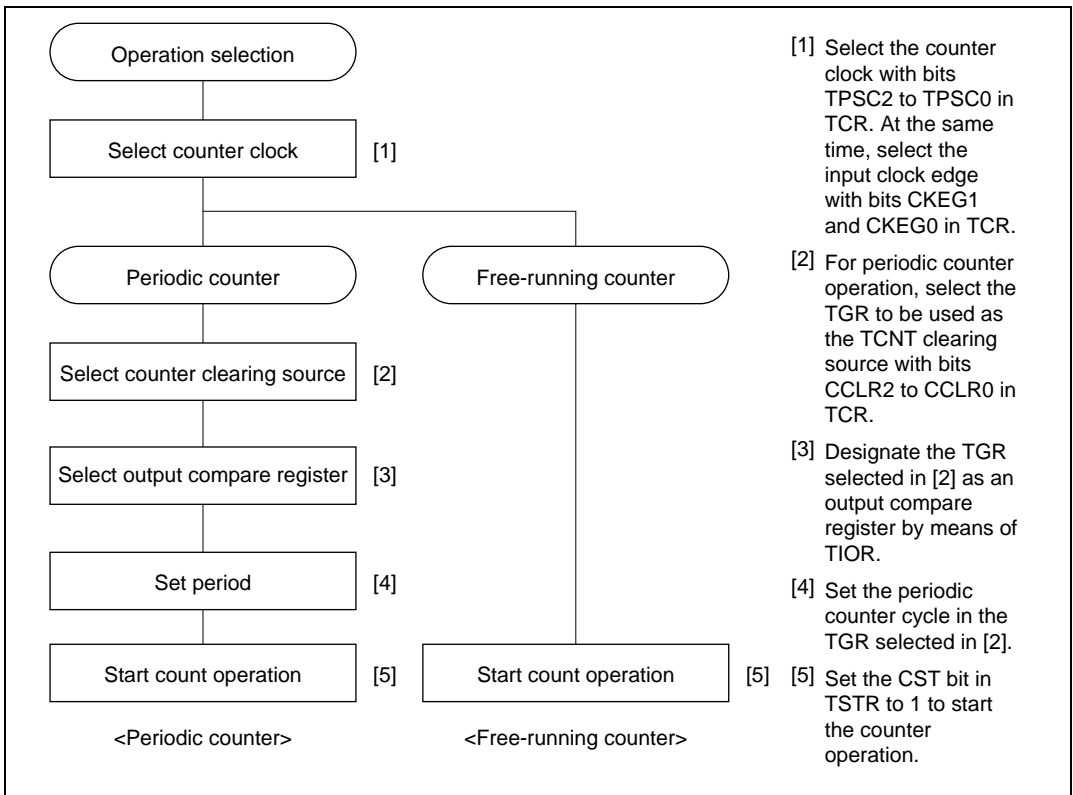 Operation selection
Select counter clock [1]
Periodic counter
Free-running counter
Select counter clearing source [2]
Select output compare register [3]
Set period [4]
Start count operation [5]
Start count operation [5]
<Periodic counter>
<Free-running counter>
[1] Select the counter
clock with bits
TPSC2 to TPSC0 in
TCR. At the same
time, select the
input clock edge
with bits CKEG1
and CKEG0 in TCR.
[2] For periodic counter
operation, select the
TGR to be used as
the TCNT clearing
source with bits
CCLR2 to CCLR0 in
TCR.
[3] Designate the TGR
selected in [2] as an
output compare
register by means of
TIOR.
[4] Set the periodic
counter cycle in the
TGR selected in [2].
[5] Set the CST bit in
TSTR to 1 to start
the counter
operation.